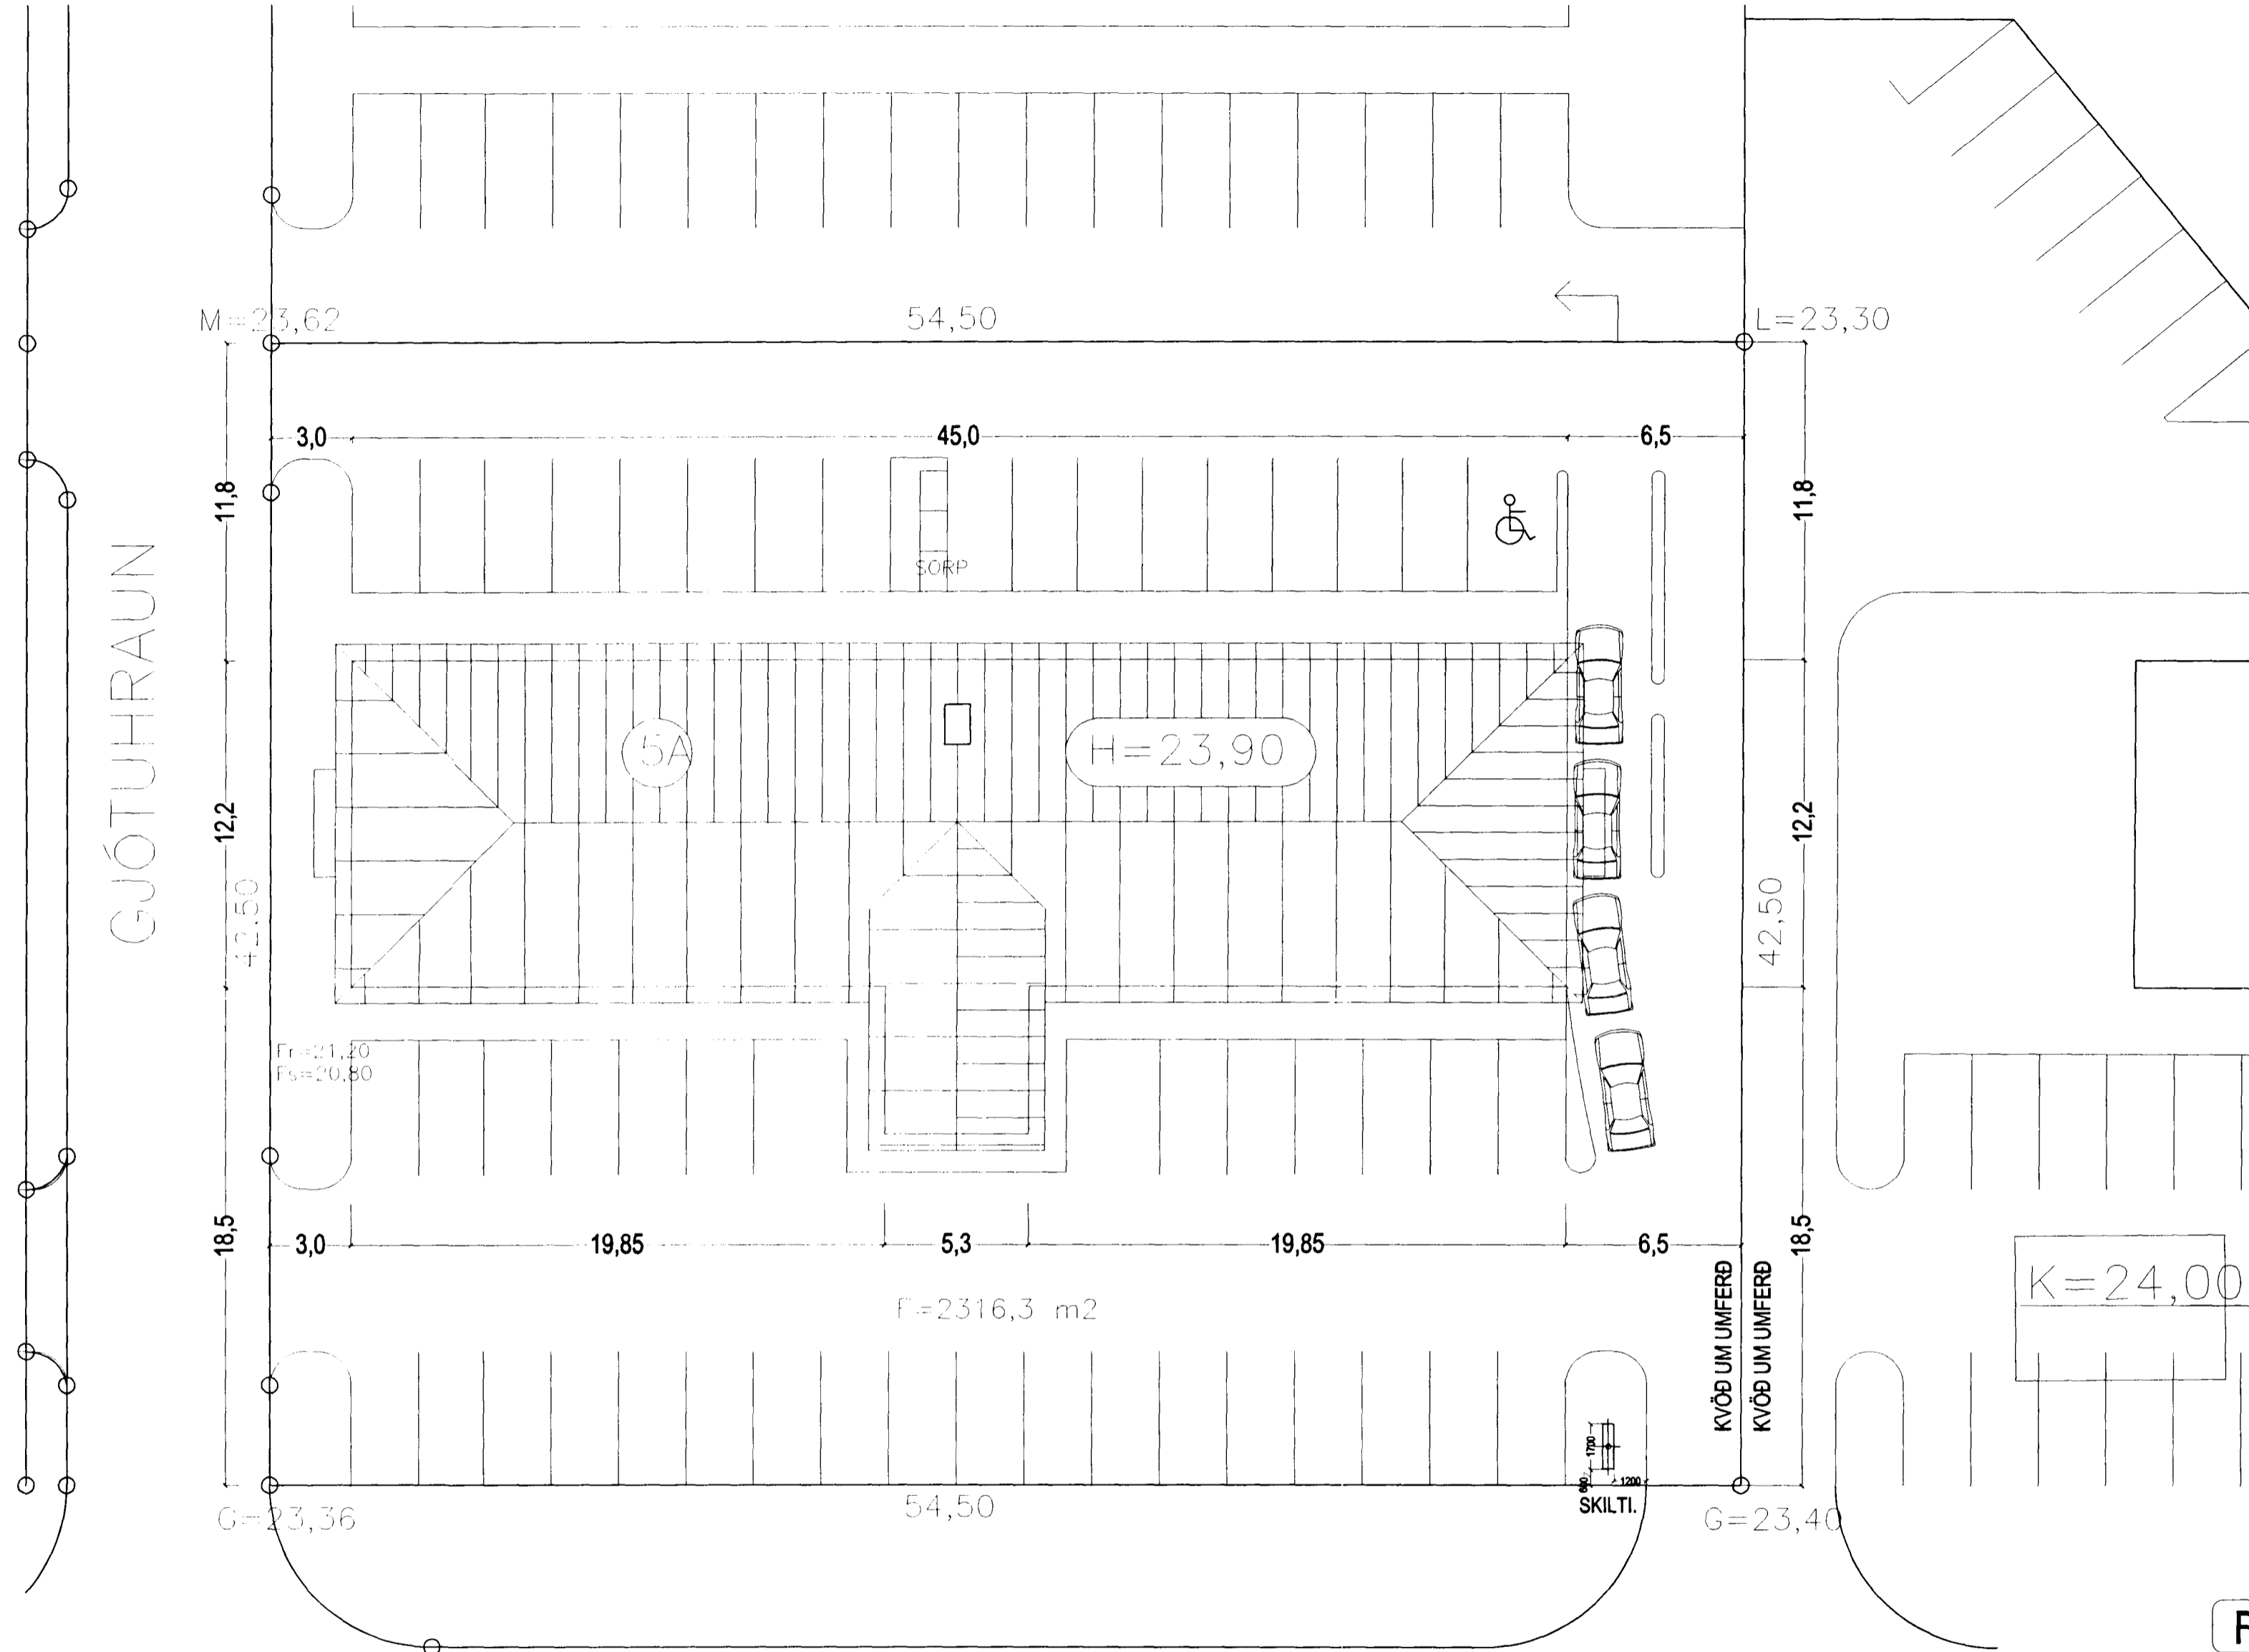 M=23,62
54,50
L=23,30
3,0
45,0
6,5
11,8
11,8
SORP
GJÓTUHRAUN
5A
H=23,90
12,2
12,2
42,50
42,50
Fr=21,20
Fs=20,80
18,5
3,0
19,85
5,3
19,85
6,5
18,5
KVÖÐ UM UMFERÐ
KVÖÐ UM UMFERÐ
K=24,00
F=2316,3 m2
1700
600
1200
SKILTI.
G=23,36
54,50
G=23,40